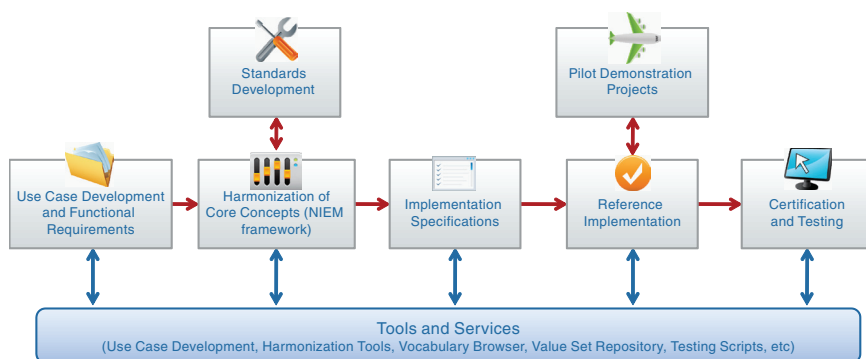 Standards
Development
Pilot Demonstration
Projects
Use Case Development
and Functional
Requirements
Harmonization of
Core Concepts (NIEM
framework)
Implementation
Specifications
Reference
Implementation
Certification
and Testing
Tools and Services
(Use Case Development, Harmonization Tools, Vocabulary Browser, Value Set Repository, Testing Scripts, etc)